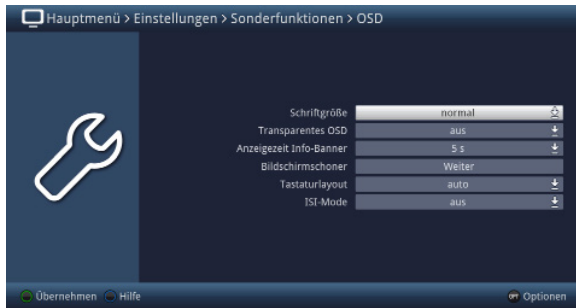 Hauptmenü > Einstellungen > Sonderfunktionen > OSD
Schriftgröße normal
Transparentes OSD aus
Anzeigezeit Info-Banner 5 s
Bildschirmschoner Weiter
Tastaturlayout auto
ISI-Mode aus
Übernehmen Hilfe OPT Optionen